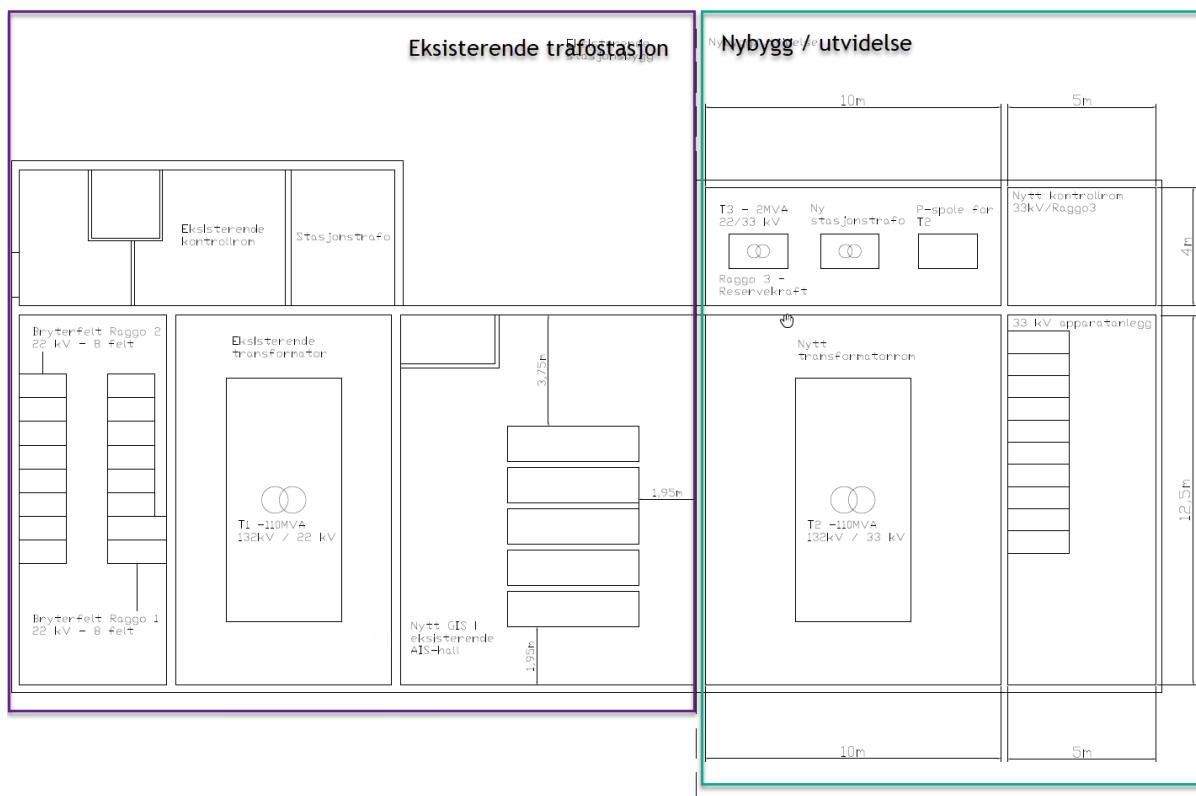 Eksisterende trafostasjon
Eksisterende
stasjonsbygg
Nybygg / utvidelse
10m
5m
Eksisterende
kontrollrom
Stasjonstrafo
T3 - 2MVA
22/33 kV
Ny
stasjonstrafo
P-spole for
T2
Raggo 3 -
Reservekraft
Nytt kontrollrom
33kV/Raggo3
4m
Bryterfelt Raggo 2
22 kV - 8 felt
Eksisterende
transformator
3,75m
Nytt
transformatorrom
33 kV apparatanlegg
T1 -110MVA
132kV / 22 kV
1,95m
T2 -110MVA
132kV / 33 kV
12,5m
Bryterfelt Raggo 1
22 kV - 8 felt
Nytt GIS i
eksisterende
AIS-hall
1,95m
10m
5m